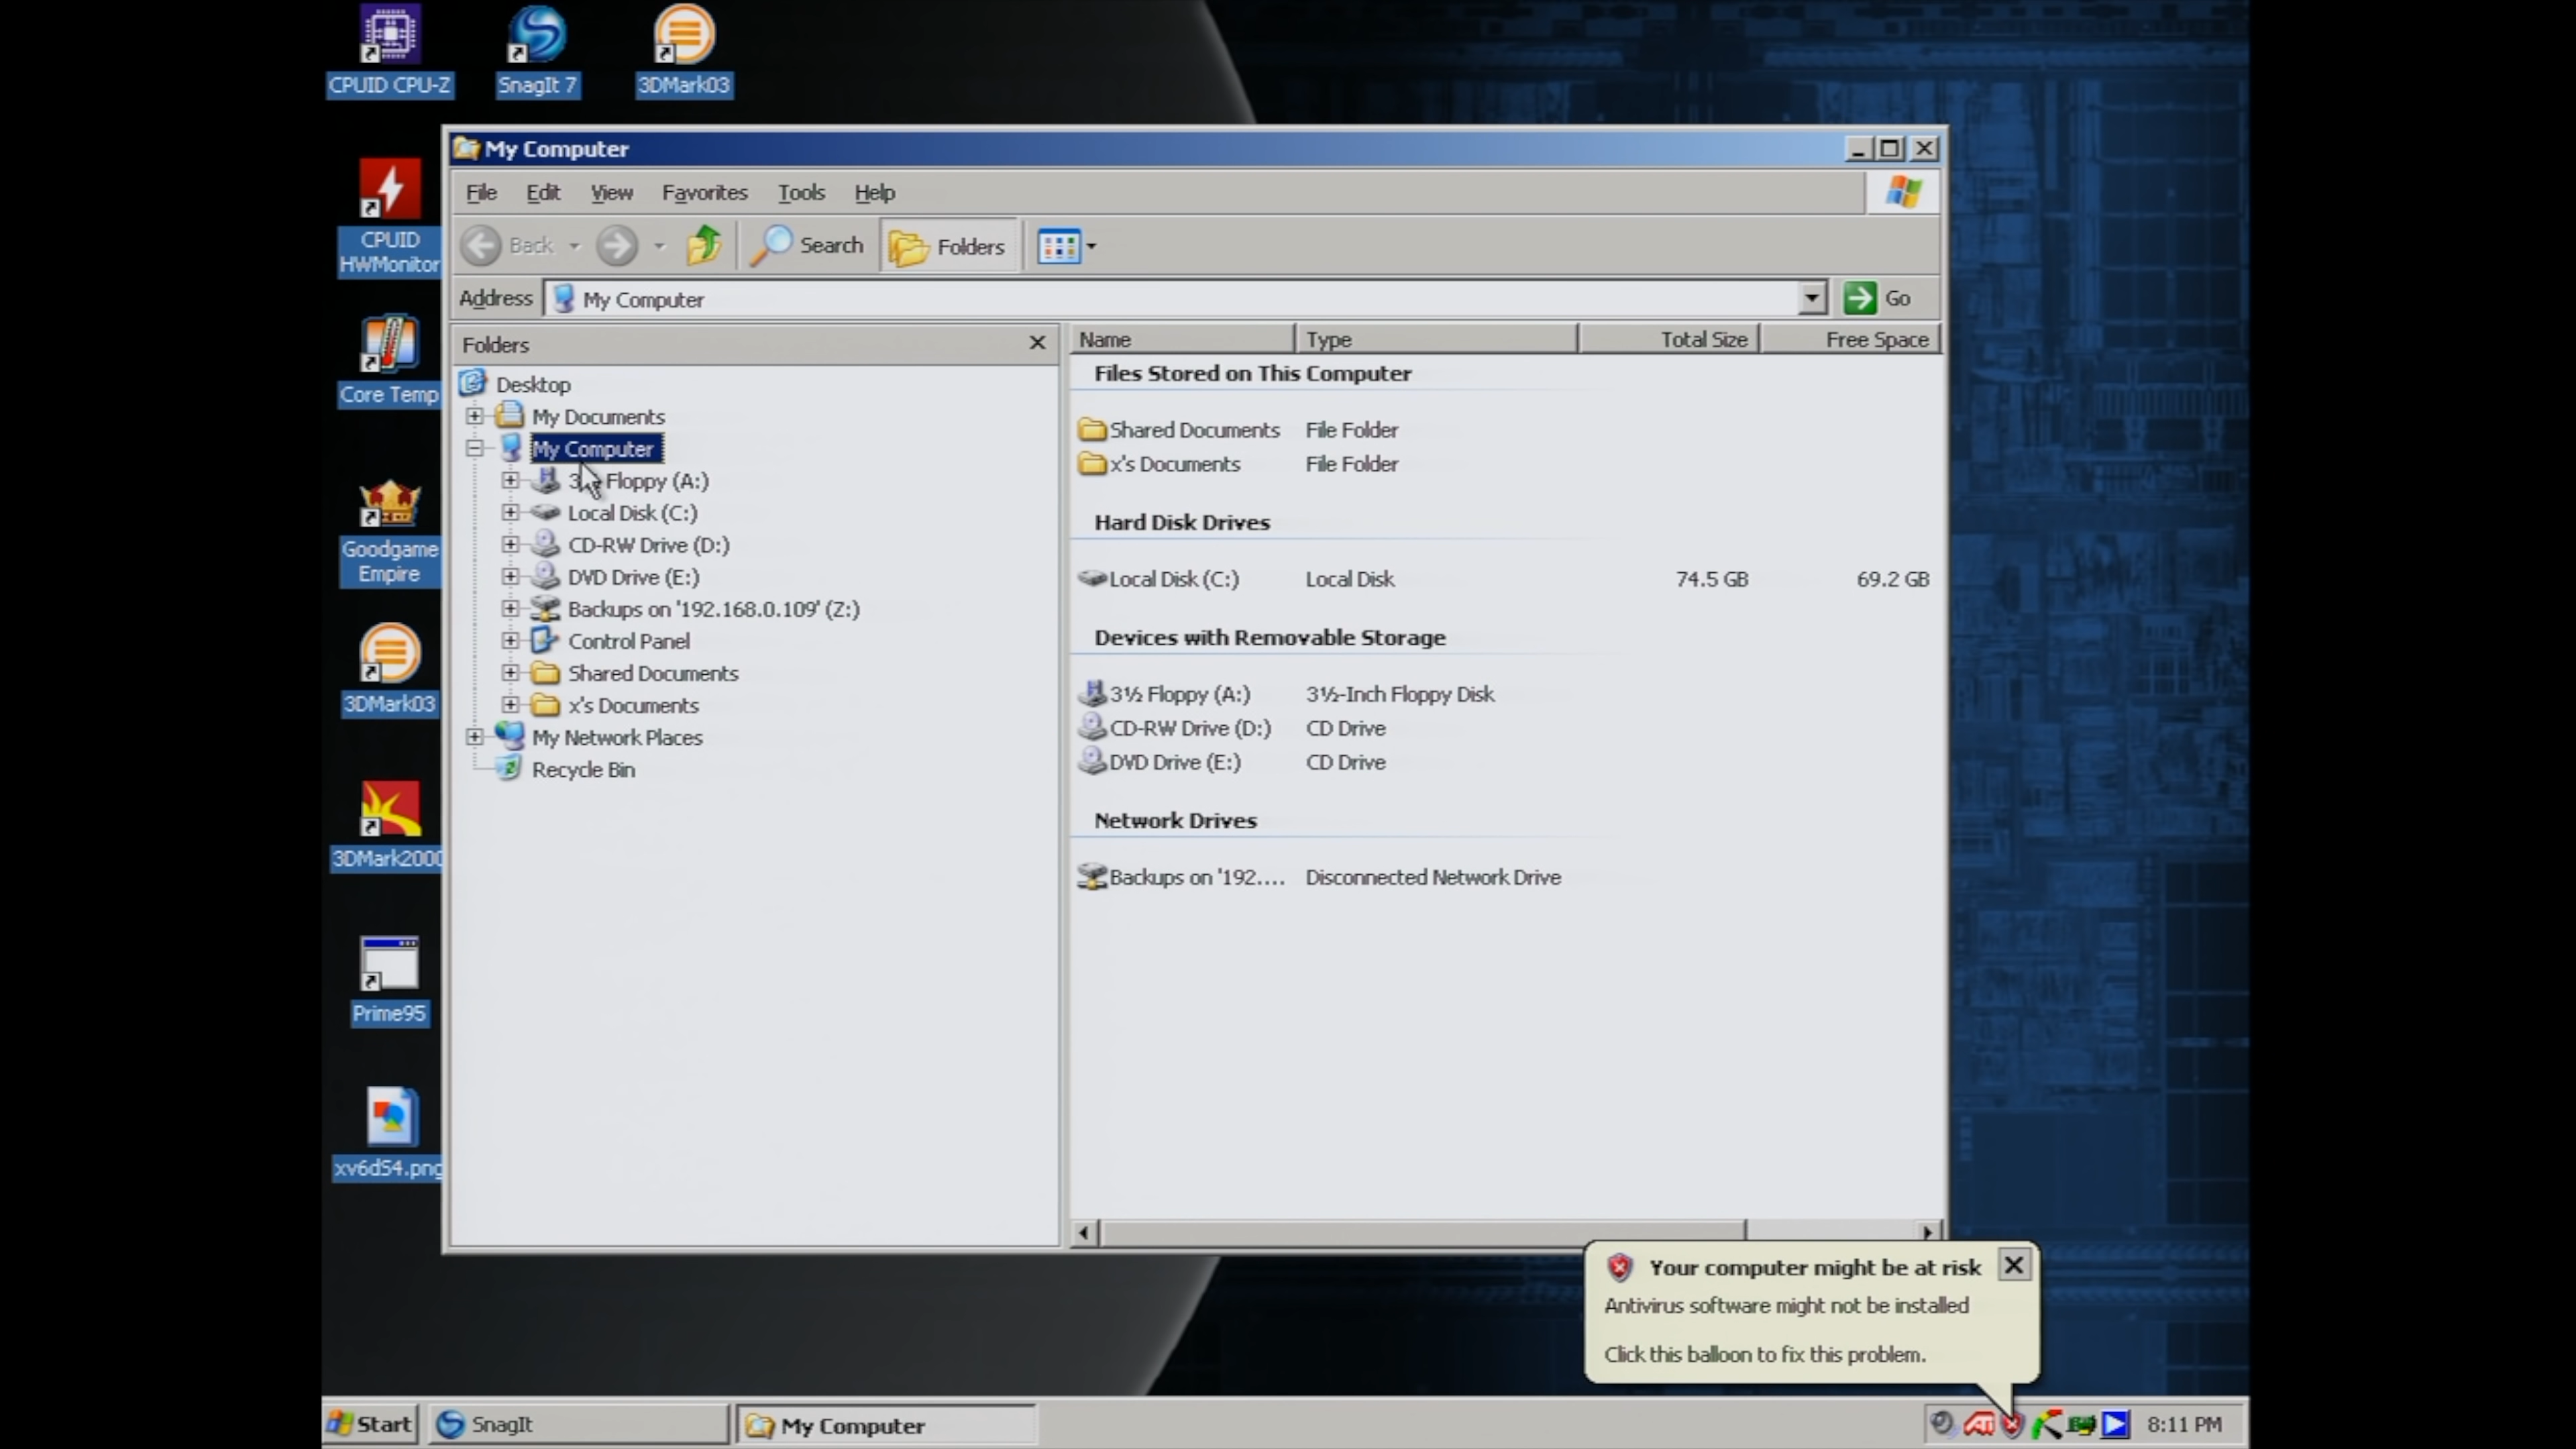 CPUID CPU-Z
SnagIt 7
3DMark03
CPUID
HWMonitor
Core Temp
Goodgame
Empire
3DMark03
3DMark2000
Prime95
xv6d54.png
My Computer
File Edit View Favorites Tools Help
Back Search Folders
Address My Computer Go
Folders
Desktop
My Documents
My Computer
Floppy (A:)
Local Disk (C:)
CD-RW Drive (D:)
DVD Drive (E:)
Backups on '192.168.0.109' (Z:)
Control Panel
Shared Documents
x's Documents
My Network Places
Recycle Bin
Name Type Total Size Free Space
Files Stored on This Computer
Shared Documents File Folder
x's Documents File Folder
Hard Disk Drives
Local Disk (C:) Local Disk 74.5 GB 69.2 GB
Devices with Removable Storage
3½ Floppy (A:) 3½-Inch Floppy Disk
CD-RW Drive (D:) CD Drive
DVD Drive (E:) CD Drive
Network Drives
Backups on '192.... Disconnected Network Drive
Your computer might be at risk
Antivirus software might not be installed
Click this balloon to fix this problem.
Start SnagIt My Computer 8:11 PM